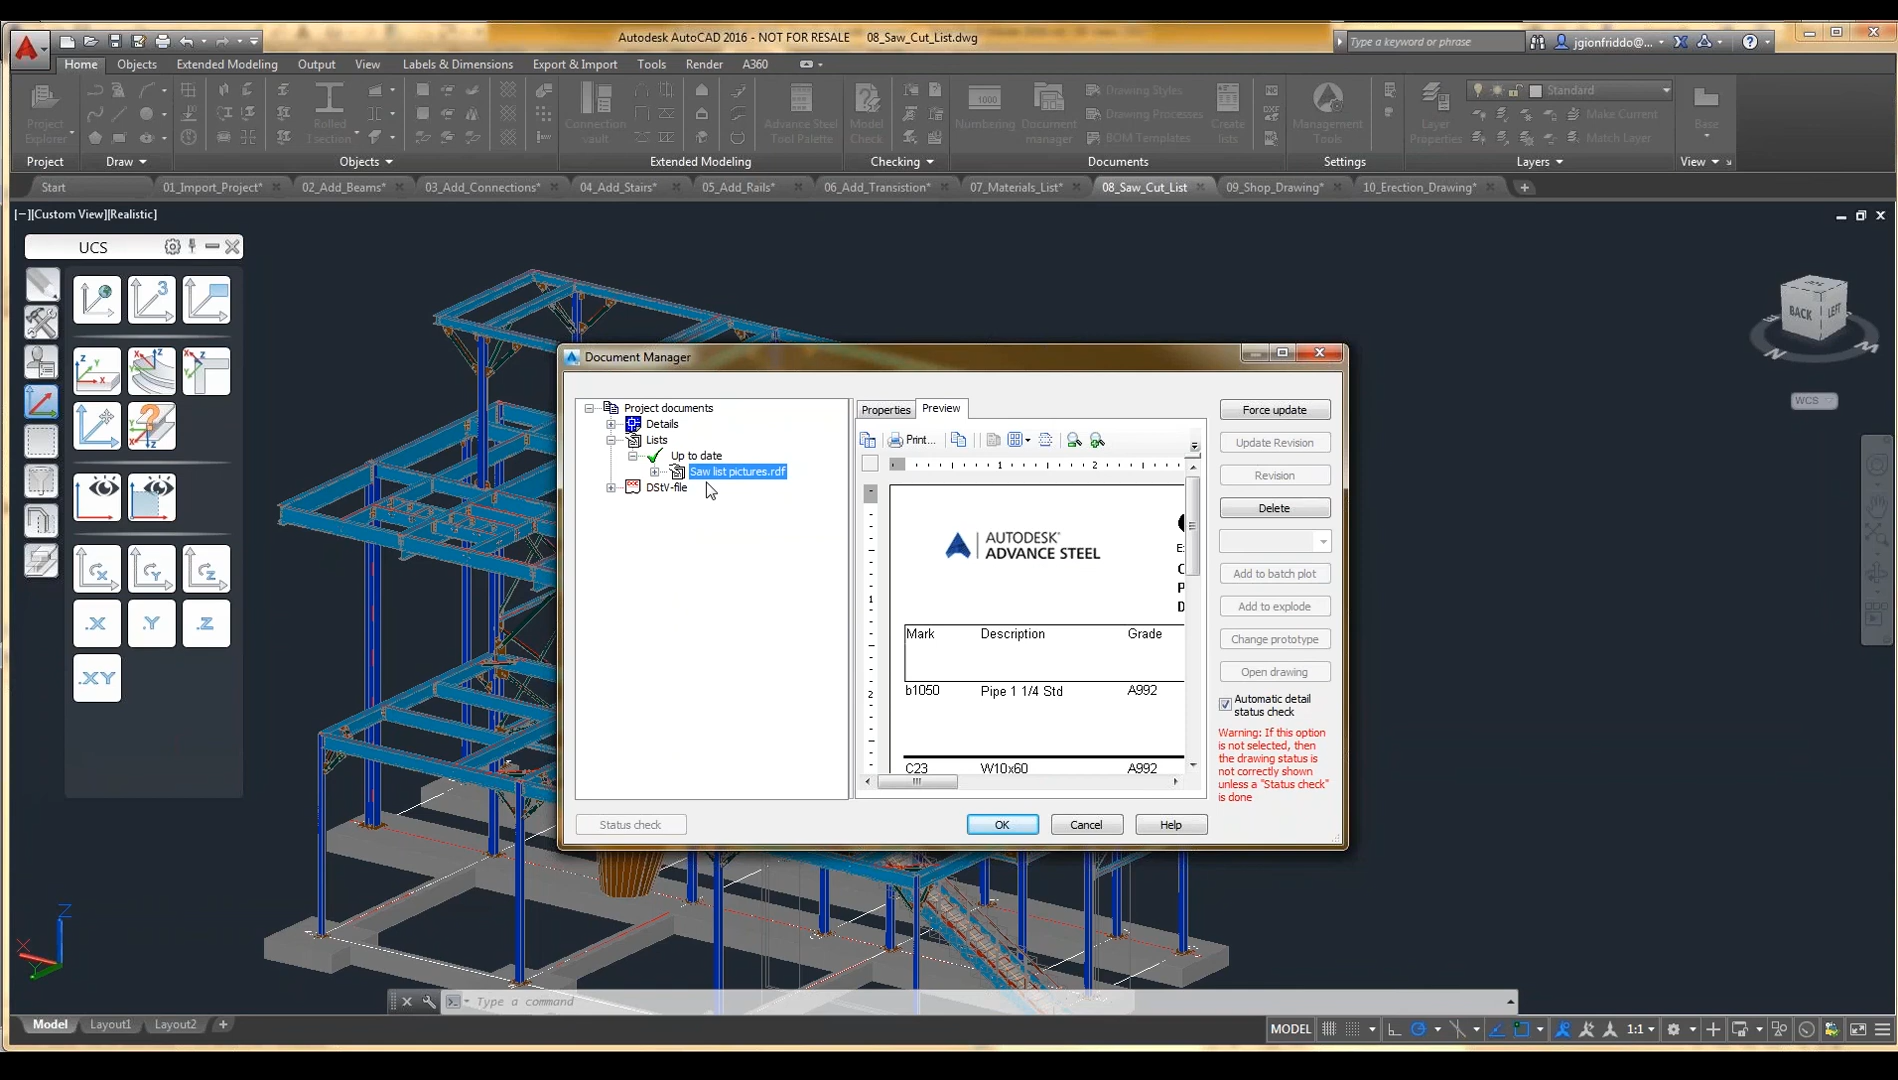 Autodesk AutoCAD 2016 - NOT FOR RESALE 08_Saw_Cut_List.dwg
Type a keyword or phrase
jgionfriddo@...
Home Objects Extended Modeling Output View Labels & Dimensions Export & Import Tools Render A360
Project Explorer
Rolled I section
Connection vault
Advance Steel Tool Palette
Model Check
1000
Numbering
Document manager
Drawing Styles
Drawing Processes
BOM Templates
Create lists
NC
DXF
Management Tools
Layer Properties
Standard
Make Current
Match Layer
Base
Project Draw Objects Extended Modeling Checking Documents Settings Layers View
Start 01_Import_Project* 02_Add_Beams* 03_Add_Connections* 04_Add_Stairs* 05_Add_Rails* 06_Add_Transistion* 07_Materials_List* 08_Saw_Cut_List 09_Shop_Drawing* 10_Erection_Drawing*
[−][Custom View][Realistic]
UCS
3
.X .Y .Z
.XY
BACK LEFT
N M
WCS
Document Manager
Project documents
Details
Lists
Up to date
Saw list pictures.rdf
DStV-file
Properties Preview
Print...
1 2
AUTODESK®
ADVANCE STEEL
Mark Description Grade
b1050 Pipe 1 1/4 Std A992
C23 W10x60 A992
1
2
Force update
Update Revision
Revision
Delete
Add to batch plot
Add to explode
Change prototype
Open drawing
Automatic detail
status check
Warning: If this option
is not selected, then
the drawing status is
not correctly shown
unless a "Status check"
is done
Status check OK Cancel Help
Z
X
Y
Type a command
Model Layout1 Layout2 +
MODEL 1:1